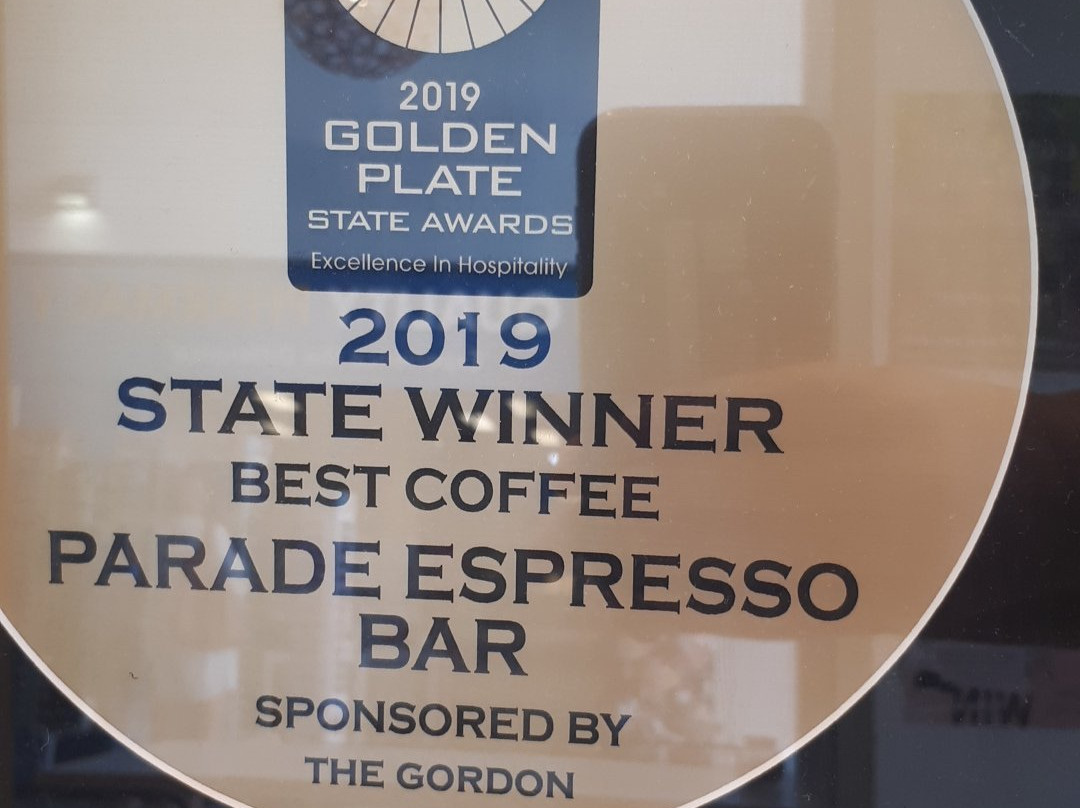 2019
GOLDEN
PLATE
STATE AWARDS
Excellence In Hospitality
2019
STATE WINNER
BEST COFFEE
PARADE ESPRESSO
BAR
SPONSORED BY
THE GORDON